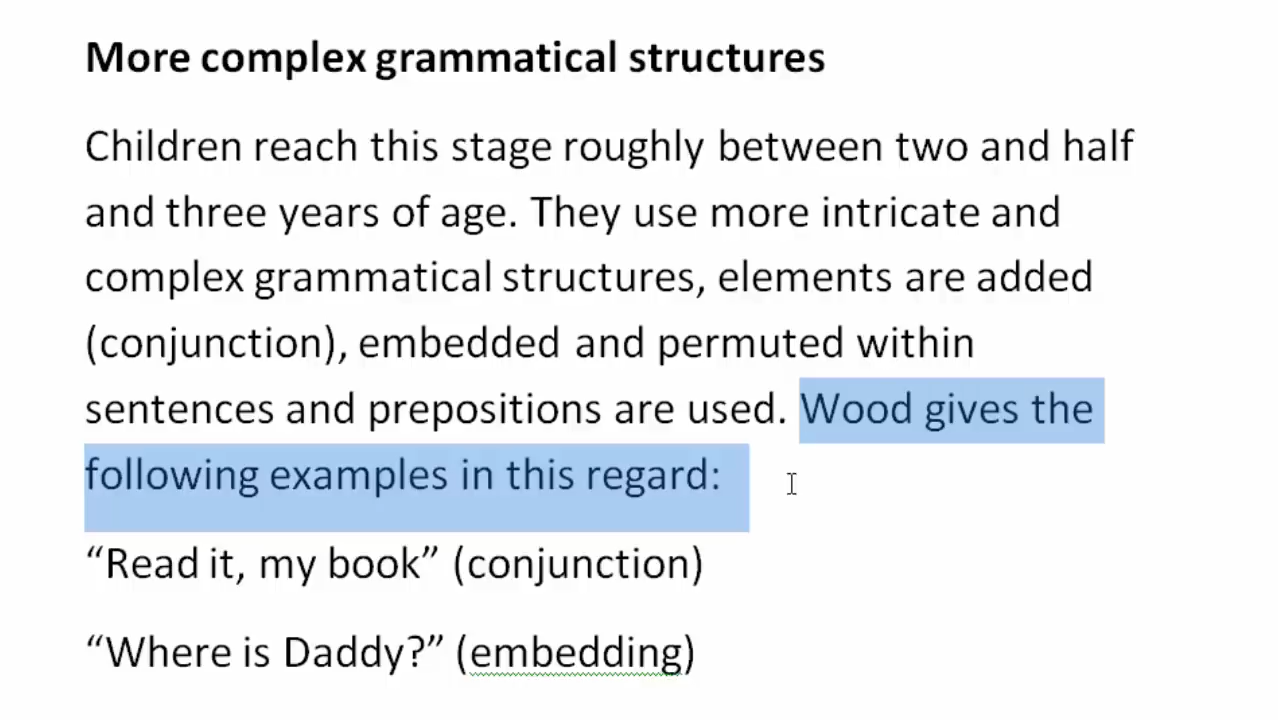 More complex grammatical structures
Children reach this stage roughly between two and half
and three years of age. They use more intricate and
complex grammatical structures, elements are added
(conjunction), embedded and permuted within
sentences and prepositions are used. Wood gives the
following examples in this regard:
“Read it, my book” (conjunction)
“Where is Daddy?” (embedding)